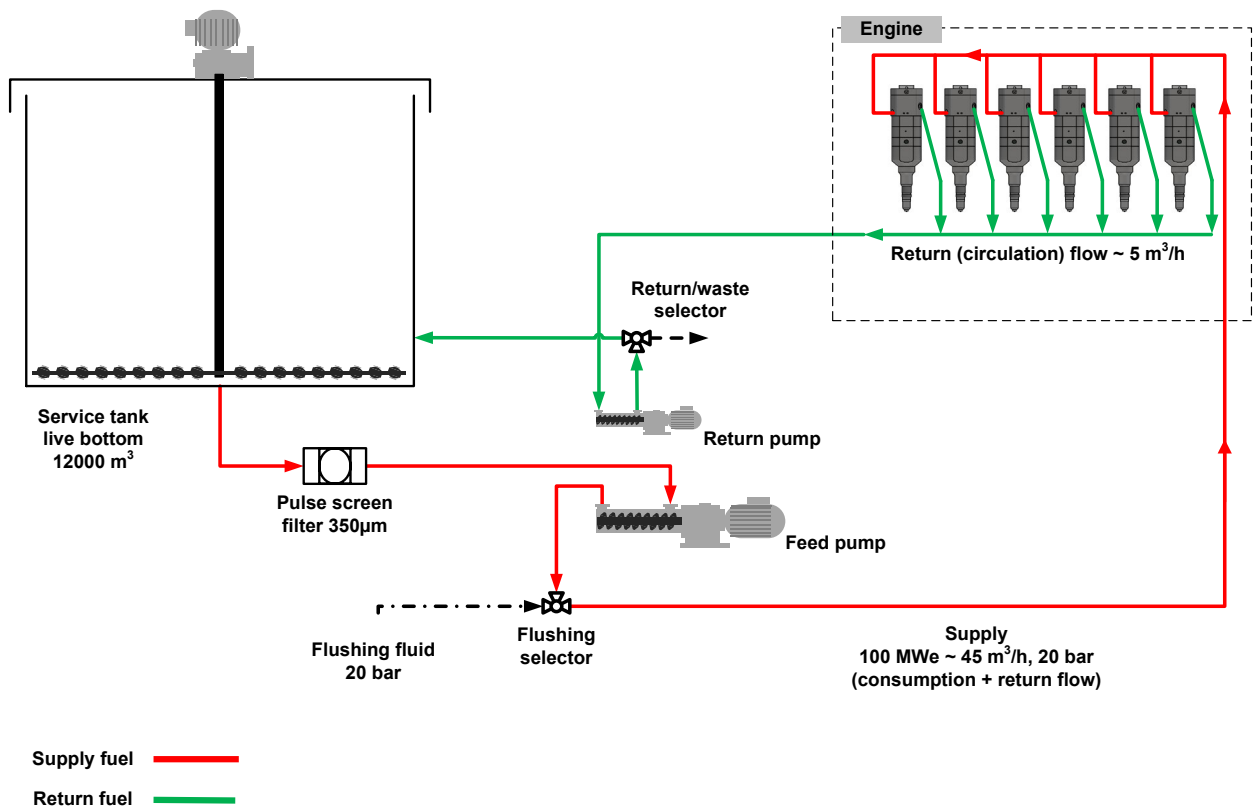 Engine
Return (circulation) flow ~ 5 m³/h
Return/waste
selector
Service tank
live bottom
12000 m³
Return pump
Pulse screen
filter 350µm
Feed pump
Flushing fluid
20 bar
Flushing
selector
Supply
100 MWe ~ 45 m³/h, 20 bar
(consumption + return flow)
Supply fuel
Return fuel